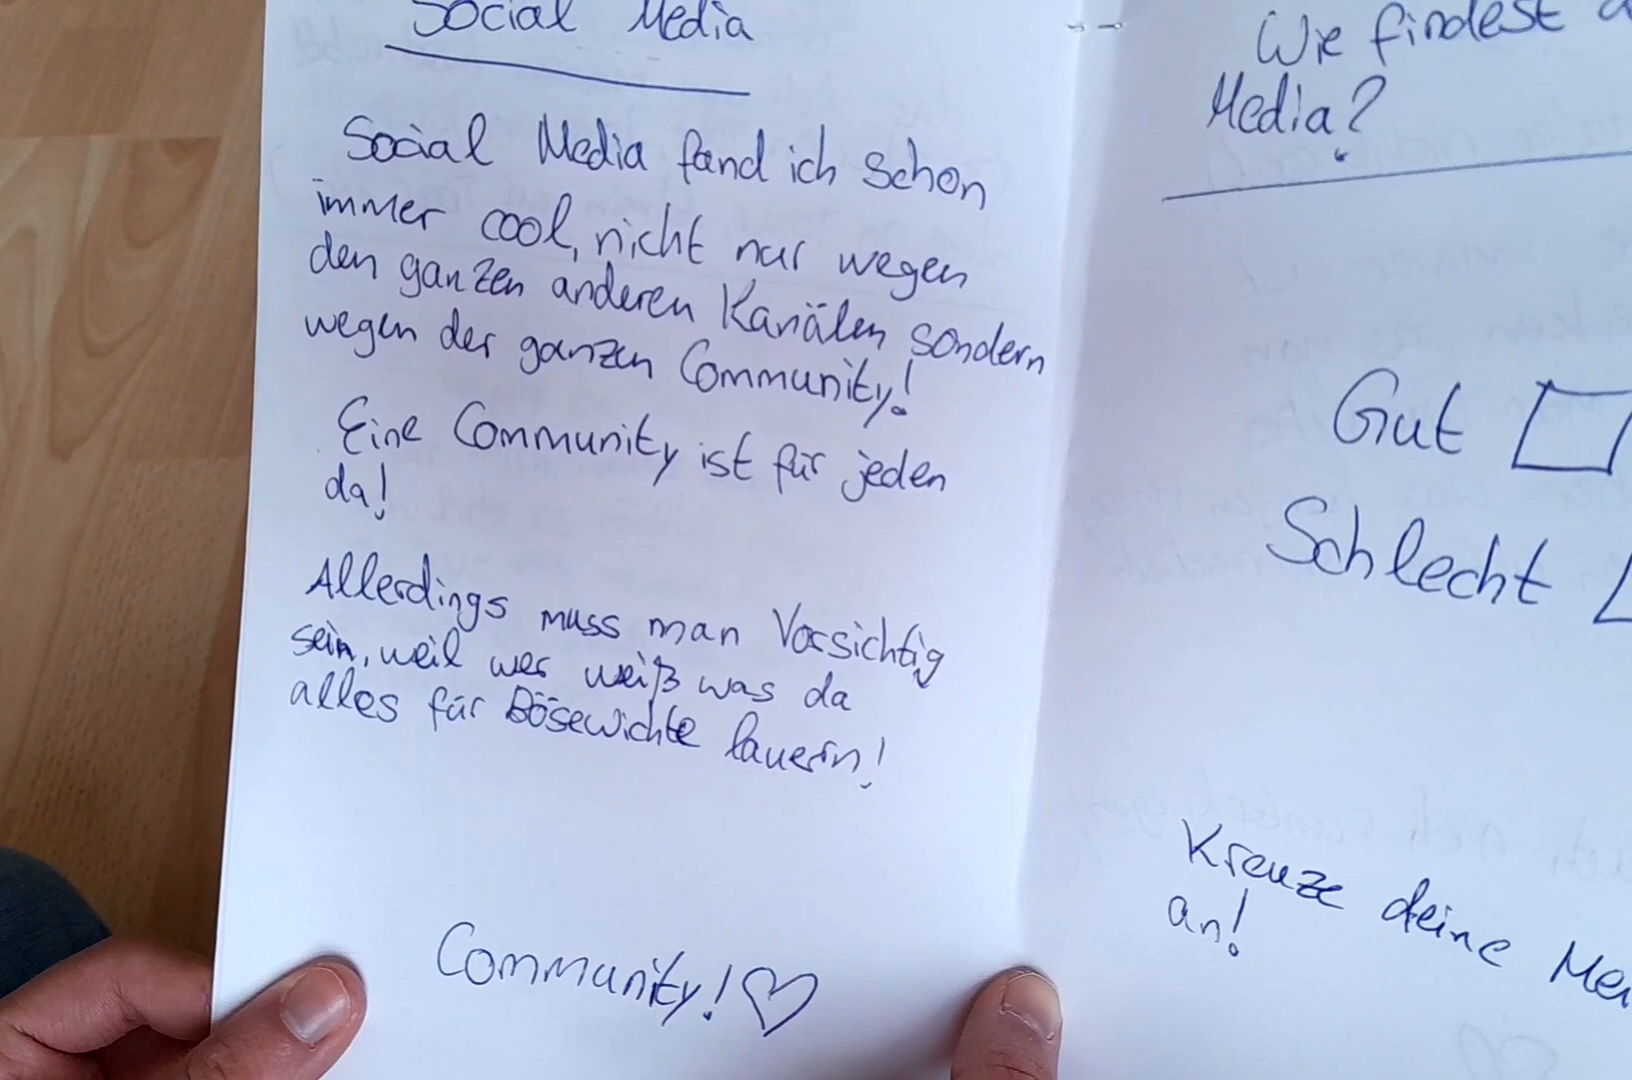 Social Media
Social Media fand ich schon
immer cool, nicht nur wegen
den ganzen anderen Kanälen sondern
wegen der ganzen Community!
Eine Community ist für jeden
da!
Allerdings muss man Vorsichtig
sein, weil wer weiß was da
alles für Bösewichte lauern!
Community!♡
Wie findest
Media?
Gut
Schlecht
Kreuze deine
an!